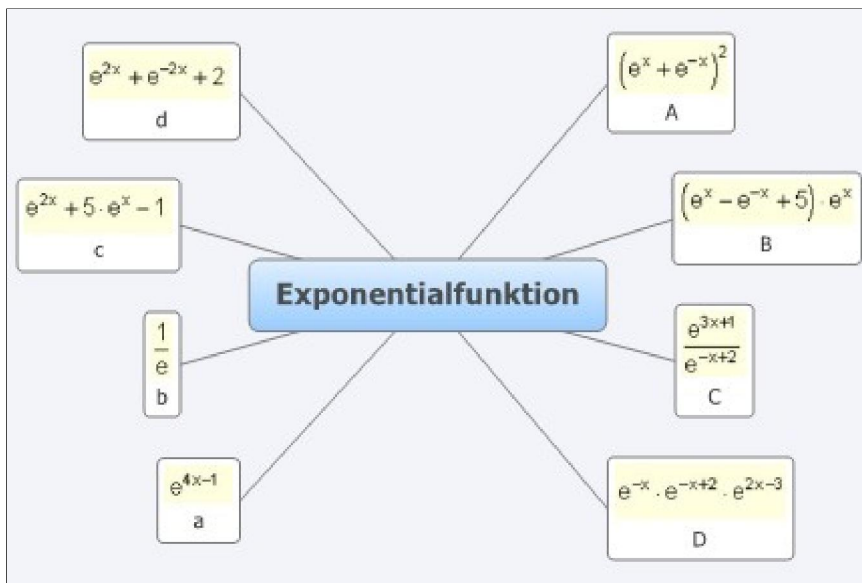 e^{2x} + e^{-2x} + 2
d
(e^x + e^{-x})^2
A
e^{2x} + 5 · e^x − 1
c
(e^x − e^{-x} + 5) · e^x
B
Exponentialfunktion
1/e
b
e^{3x+1}/e^{-x+2}
C
e^{4x−1}
a
e^{-x} · e^{-x+2} · e^{2x−3}
D